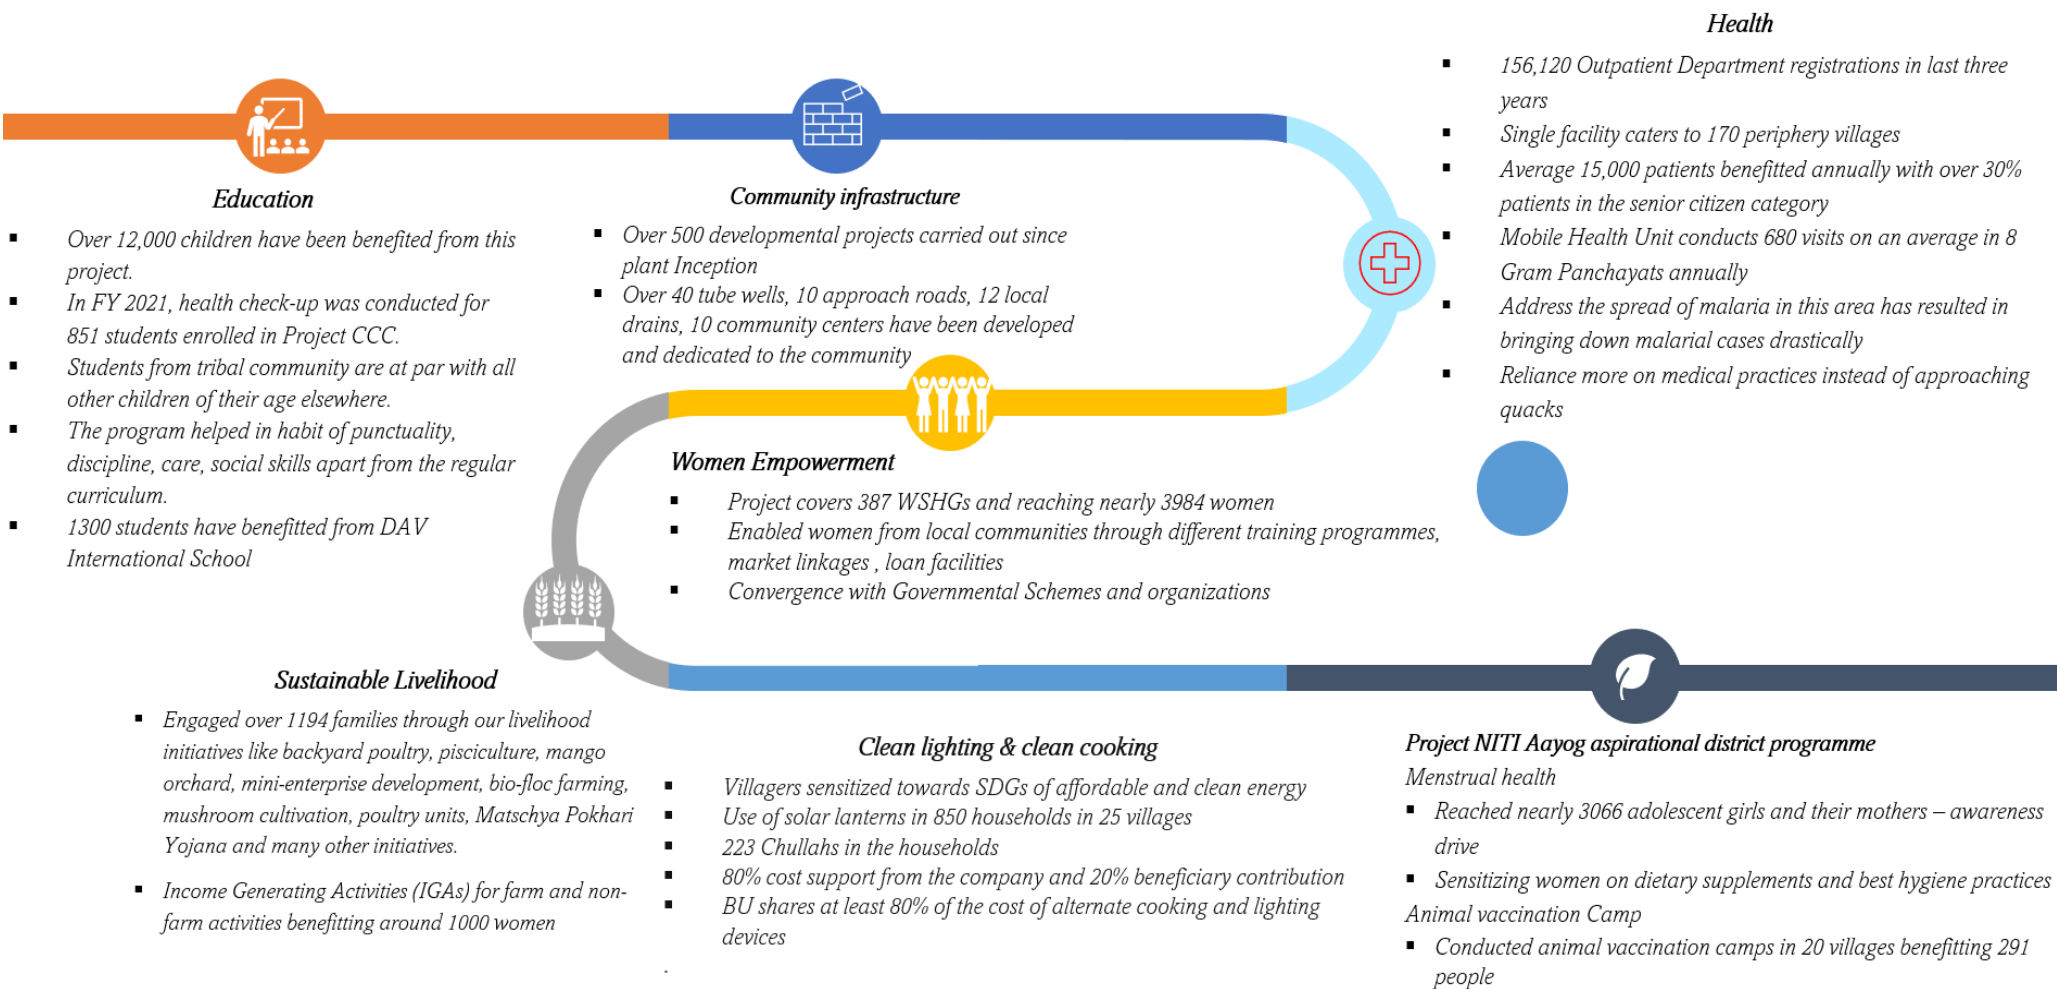 Education
▪ Over 12,000 children have been benefited from this
project.
▪ In FY 2021, health check-up was conducted for
851 students enrolled in Project CCC.
▪ Students from tribal community are at par with all
other children of their age elsewhere.
▪ The program helped in habit of punctuality,
discipline, care, social skills apart from the regular
curriculum.
▪ 1300 students have benefitted from DAV
International School
Community infrastructure
▪ Over 500 developmental projects carried out since
plant Inception
▪ Over 40 tube wells, 10 approach roads, 12 local
drains, 10 community centers have been developed
and dedicated to the community
Health
▪ 156,120 Outpatient Department registrations in last three
years
▪ Single facility caters to 170 periphery villages
▪ Average 15,000 patients benefitted annually with over 30%
patients in the senior citizen category
▪ Mobile Health Unit conducts 680 visits on an average in 8
Gram Panchayats annually
▪ Address the spread of malaria in this area has resulted in
bringing down malarial cases drastically
▪ Reliance more on medical practices instead of approaching
quacks
Women Empowerment
▪ Project covers 387 WSHGs and reaching nearly 3984 women
▪ Enabled women from local communities through different training programmes,
market linkages , loan facilities
▪ Convergence with Governmental Schemes and organizations
Sustainable Livelihood
▪ Engaged over 1194 families through our livelihood
initiatives like backyard poultry, pisciculture, mango
orchard, mini-enterprise development, bio-floc farming,
mushroom cultivation, poultry units, Matschya Pokhari
Yojana and many other initiatives.
▪ Income Generating Activities (IGAs) for farm and non-
farm activities benefitting around 1000 women
Clean lighting & clean cooking
▪ Villagers sensitized towards SDGs of affordable and clean energy
▪ Use of solar lanterns in 850 households in 25 villages
▪ 223 Chullahs in the households
▪ 80% cost support from the company and 20% beneficiary contribution
▪ BU shares at least 80% of the cost of alternate cooking and lighting
devices
.
Project NITI Aayog aspirational district programme
Menstrual health
▪ Reached nearly 3066 adolescent girls and their mothers – awareness
drive
▪ Sensitizing women on dietary supplements and best hygiene practices
Animal vaccination Camp
▪ Conducted animal vaccination camps in 20 villages benefitting 291
people